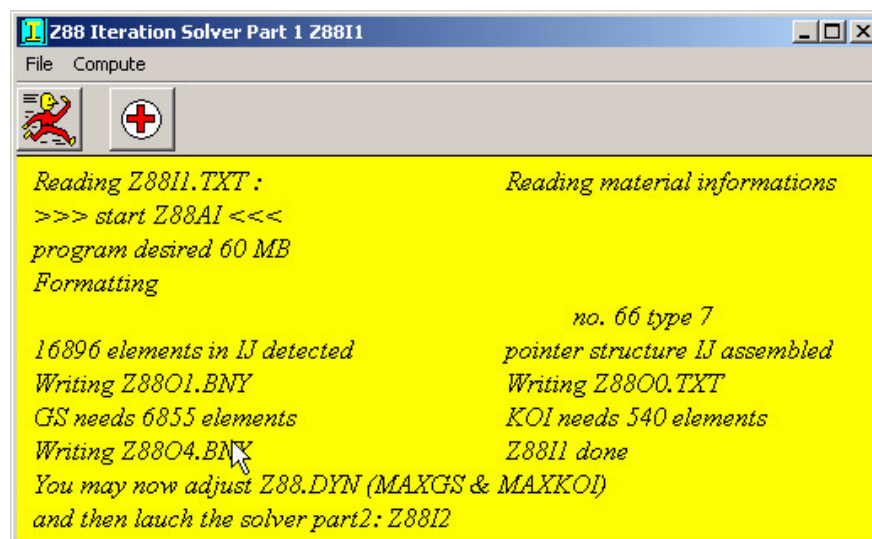 Z88 Iteration Solver Part 1 Z88I1
File Compute
Reading Z88I1.TXT : Reading material informations
>>> start Z88AI <<<
program desired 60 MB
Formatting
no. 66 type 7
16896 elements in IJ detected pointer structure IJ assembled
Writing Z88O1.BNY Writing Z88O0.TXT
GS needs 6855 elements KOI needs 540 elements
Writing Z88O4.BNY Z88I1 done
You may now adjust Z88.DYN (MAXGS & MAXKOI)
and then lauch the solver part2: Z88I2